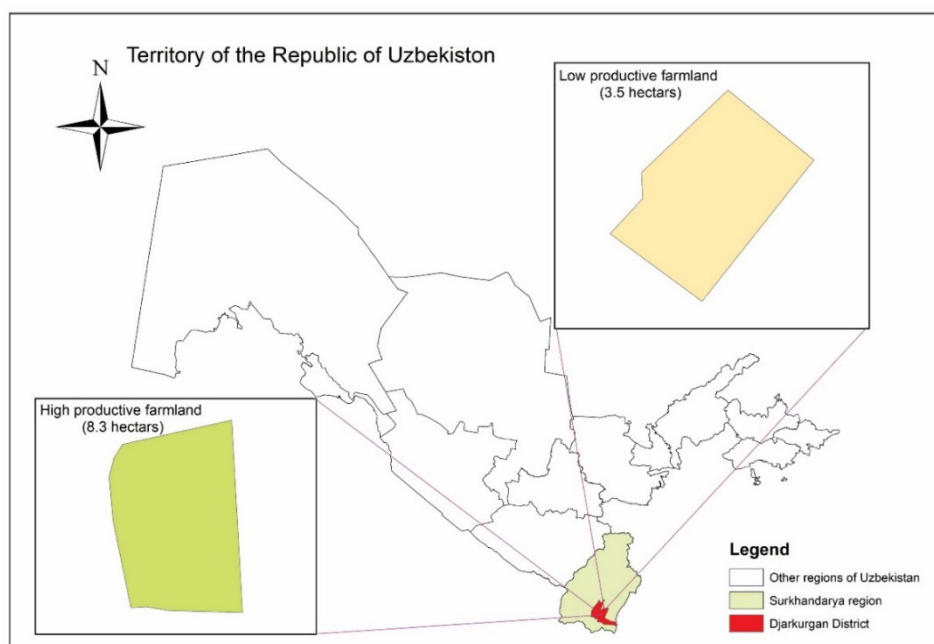 Territory of the Republic of Uzbekiston
N
Low productive farmland
(3.5 hectars)
High productive farmland
(8.3 hectars)
Legend
Other regions of Uzbekistan
Surkhandarya region
Djarkurgan District